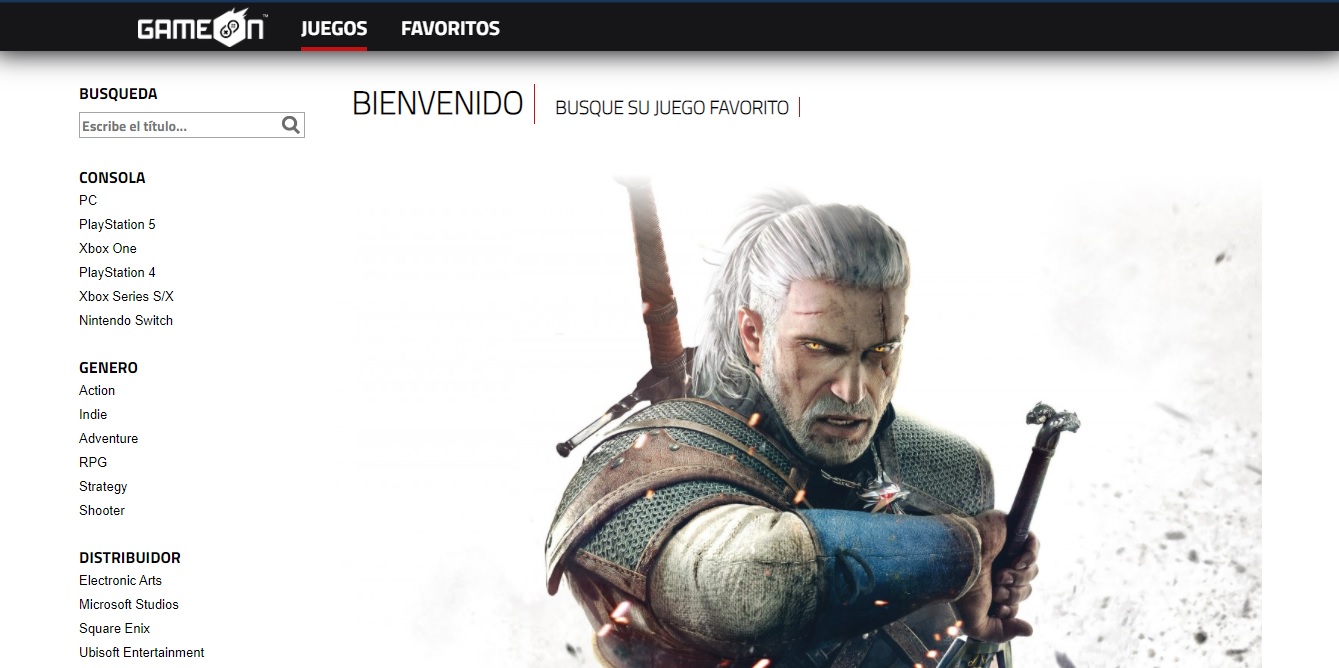 GAMEON™
JUEGOS
FAVORITOS
BUSQUEDA
Escribe el título...
CONSOLA
PC
PlayStation 5
Xbox One
PlayStation 4
Xbox Series S/X
Nintendo Switch
GENERO
Action
Indie
Adventure
RPG
Strategy
Shooter
DISTRIBUIDOR
Electronic Arts
Microsoft Studios
Square Enix
Ubisoft Entertainment
BIENVENIDO
BUSQUE SU JUEGO FAVORITO